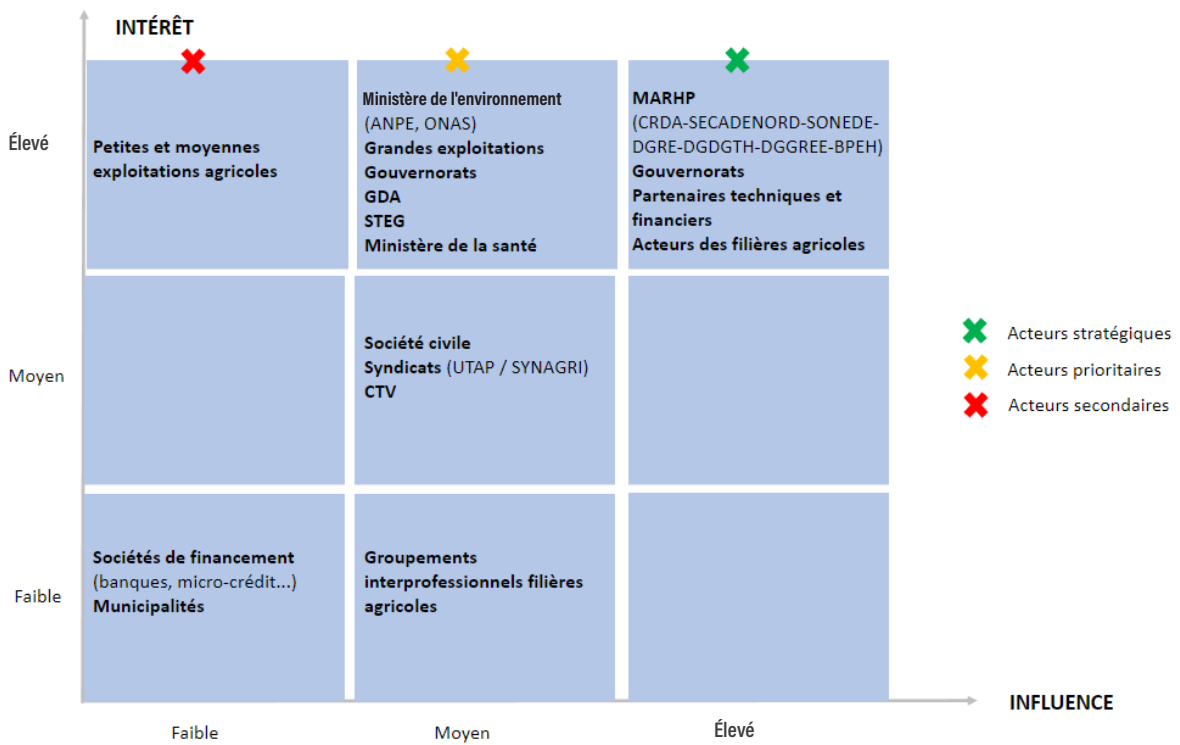 INTÉRÊT
Élevé
Petites et moyennes
exploitations agricoles
Ministère de l'environnement
(ANPE, ONAS)
Grandes exploitations
Gouvernorats
GDA
STEG
Ministère de la santé
MARHP
(CRDA-SECADENORD-SONEDE-
DGRE-DGDGTH-DGGREE-BPEH)
Gouvernorats
Partenaires techniques et
financiers
Acteurs des filières agricoles
Moyen
Société civile
Syndicats (UTAP / SYNAGRI)
CTV
Acteurs stratégiques
Acteurs prioritaires
Acteurs secondaires
Faible
Sociétés de financement
(banques, micro-crédit...)
Municipalités
Groupements
interprofessionnels filières
agricoles
INFLUENCE
Faible
Moyen
Élevé